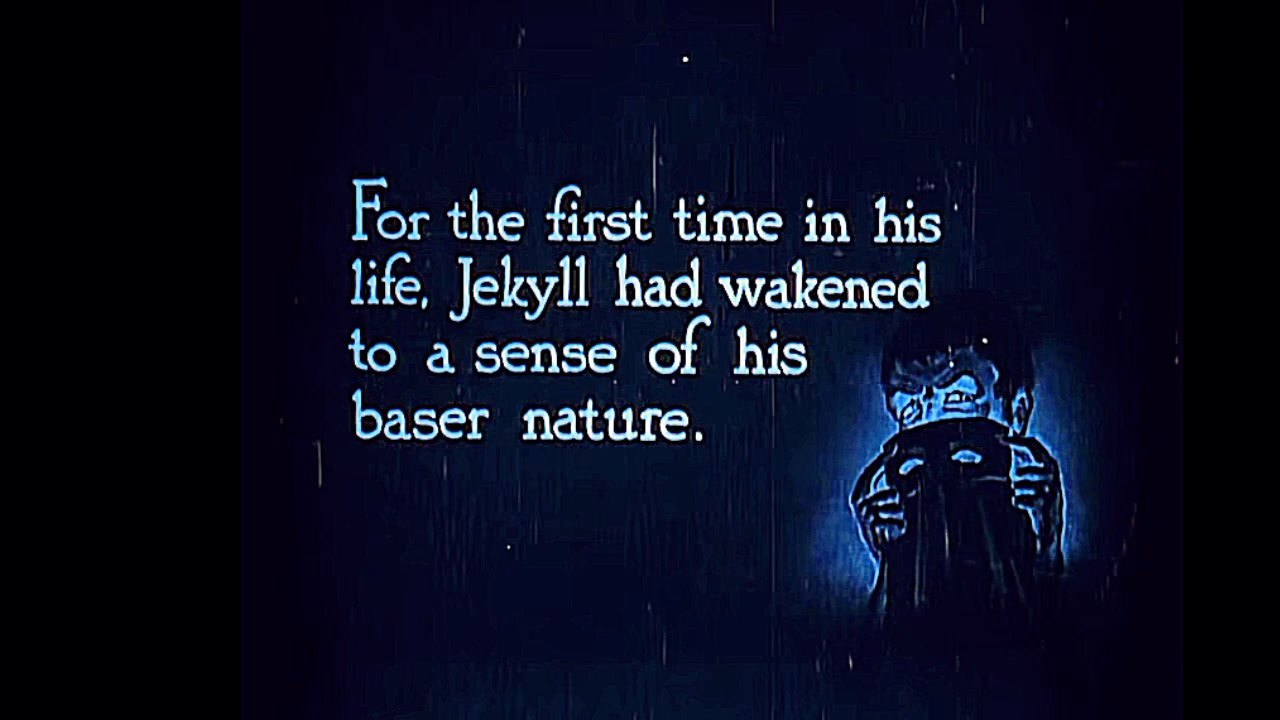 For the first time in his
life, Jekyll had wakened
to a sense of his
baser nature.